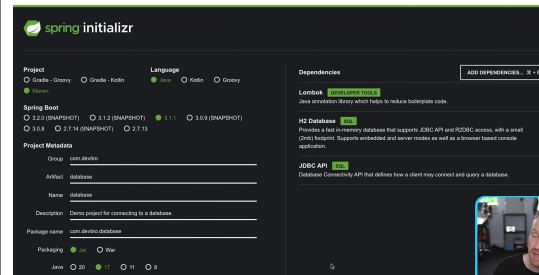 spring initializr
Project
Gradle - Groovy Gradle - Kotlin
Maven
Language
Java Kotlin Groovy
Spring Boot
3.2.0 (SNAPSHOT) 3.1.2 (SNAPSHOT) 3.1.1 3.0.9 (SNAPSHOT)
3.0.8 2.7.14 (SNAPSHOT) 2.7.13
Project Metadata
Group com.devtiro
Artifact database
Name database
Description Demo project for connecting to a database.
Package name com.devtiro.database
Packaging Jar War
Java 20 17 11 8
Dependencies
ADD DEPENDENCIES... ⌘ +
Lombok DEVELOPER TOOLS
Java annotation library which helps to reduce boilerplate code.
H2 Database SQL
Provides a fast in-memory database that supports JDBC API and R2DBC access, with a small
(2mb) footprint. Supports embedded and server modes as well as a browser based console
application.
JDBC API SQL
Database Connectivity API that defines how a client may connect and query a database.